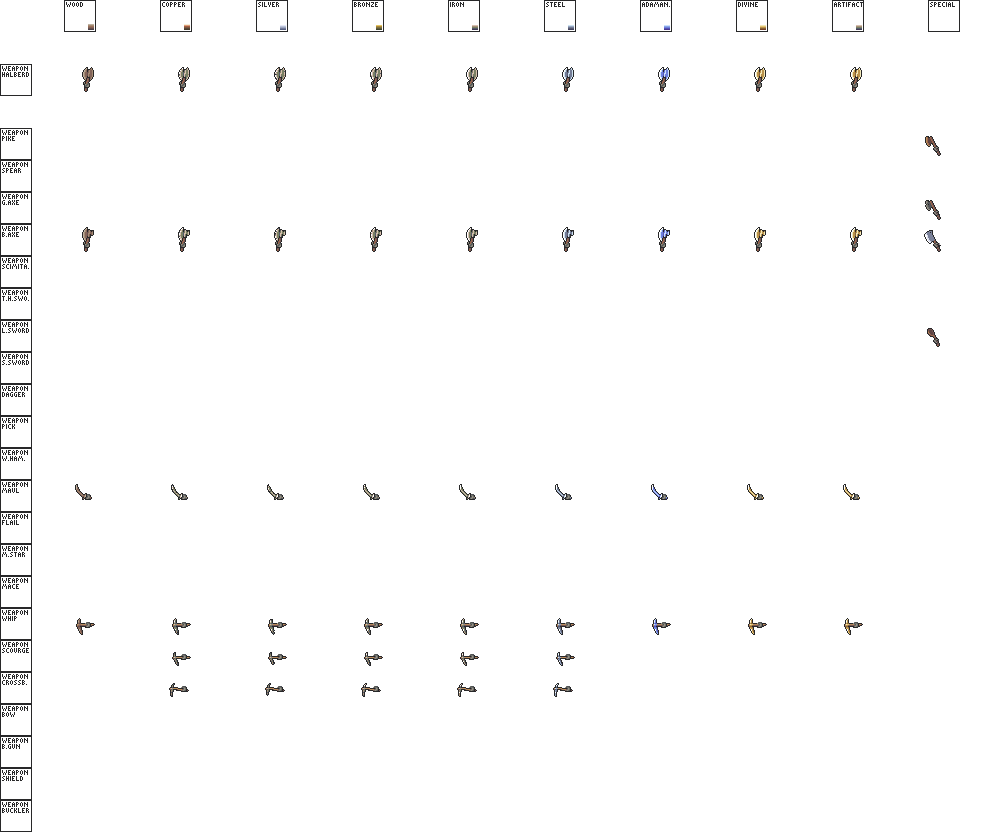 WOOD
COPPER
SILVER
BRONZE
IRON
STEEL
ADAMAN.
DIVINE
ARTIFACT
SPECIAL
WEAPON
HALBERD
WEAPON
PIKE
WEAPON
SPEAR
WEAPON
G.AXE
WEAPON
B.AXE
WEAPON
SCIMITA.
WEAPON
T.H.SWO.
WEAPON
L.SWORD
WEAPON
S.SWORD
WEAPON
DAGGER
WEAPON
PICK
WEAPON
W.HAM.
WEAPON
MAUL
WEAPON
FLAIL
WEAPON
M.STAR
WEAPON
MACE
WEAPON
WHIP
WEAPON
SCOURGE
WEAPON
CROSSB.
WEAPON
BOW
WEAPON
B.GUN
WEAPON
SHIELD
WEAPON
BUCKLER